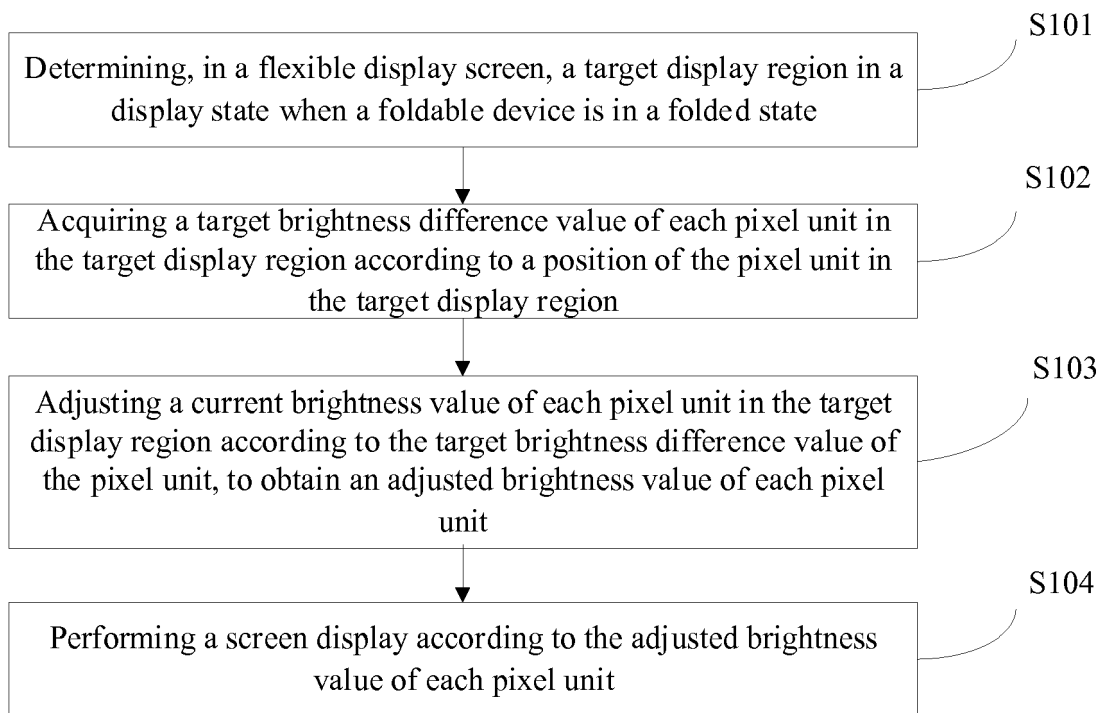 S101
Determining, in a flexible display screen, a target display region in a
display state when a foldable device is in a folded state
S102
Acquiring a target brightness difference value of each pixel unit in
the target display region according to a position of the pixel unit in
the target display region
S103
Adjusting a current brightness value of each pixel unit in the target
display region according to the target brightness difference value of
the pixel unit, to obtain an adjusted brightness value of each pixel
unit
S104
Performing a screen display according to the adjusted brightness
value of each pixel unit